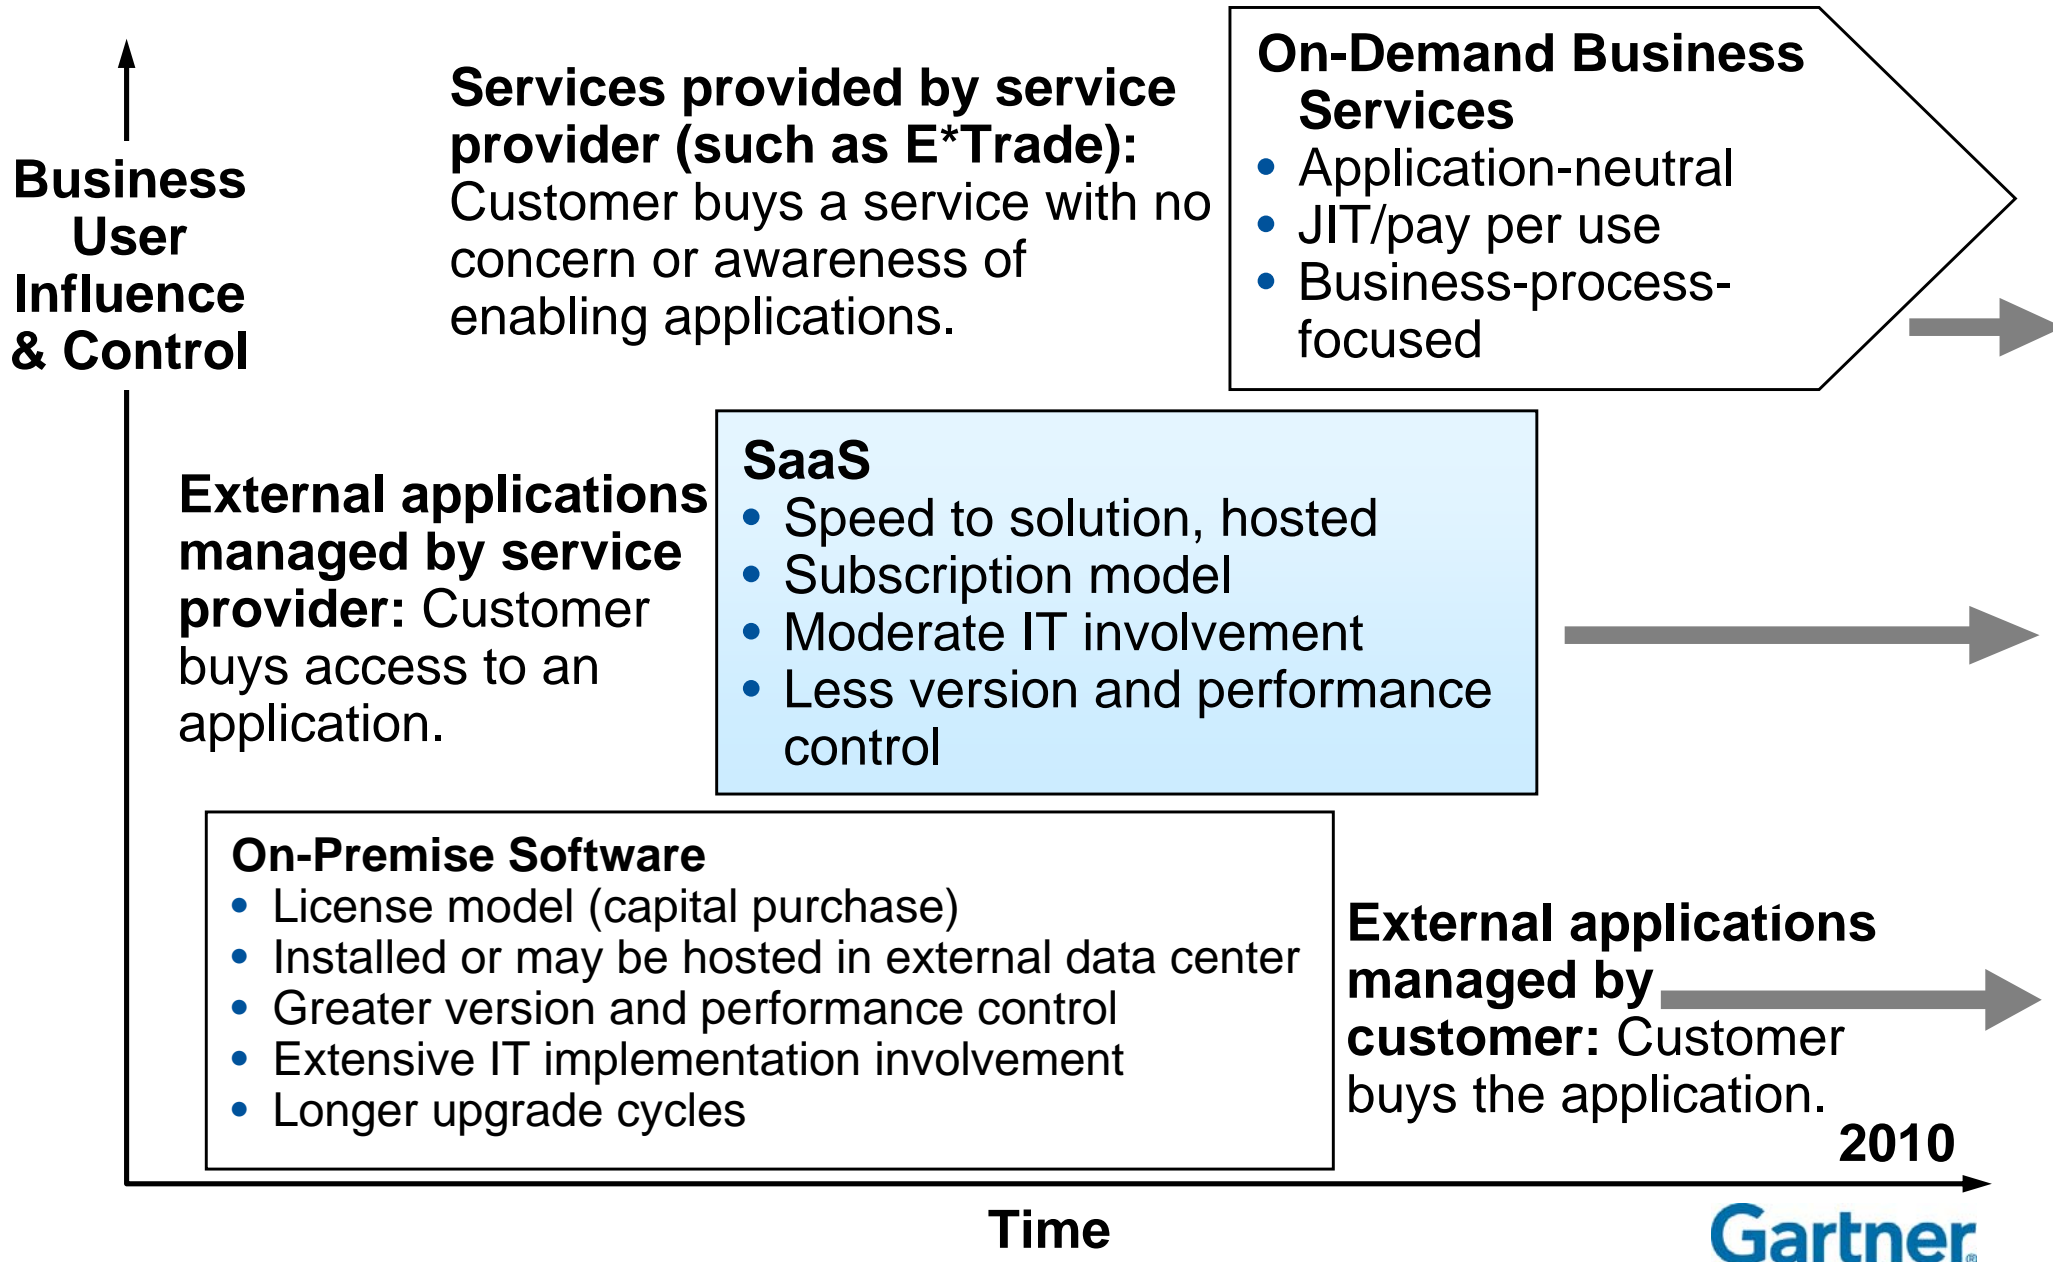 Business
User
Influence
& Control
Services provided by service
provider (such as E*Trade):
Customer buys a service with no
concern or awareness of
enabling applications.
On-Demand Business
Services
• Application-neutral
• JIT/pay per use
• Business-process-
focused
External applications
managed by service
provider: Customer
buys access to an
application.
SaaS
• Speed to solution, hosted
• Subscription model
• Moderate IT involvement
• Less version and performance
control
On-Premise Software
• License model (capital purchase)
• Installed or may be hosted in external data center
• Greater version and performance control
• Extensive IT implementation involvement
• Longer upgrade cycles
External applications
managed by
customer: Customer
buys the application.
2010
Time
Gartner®